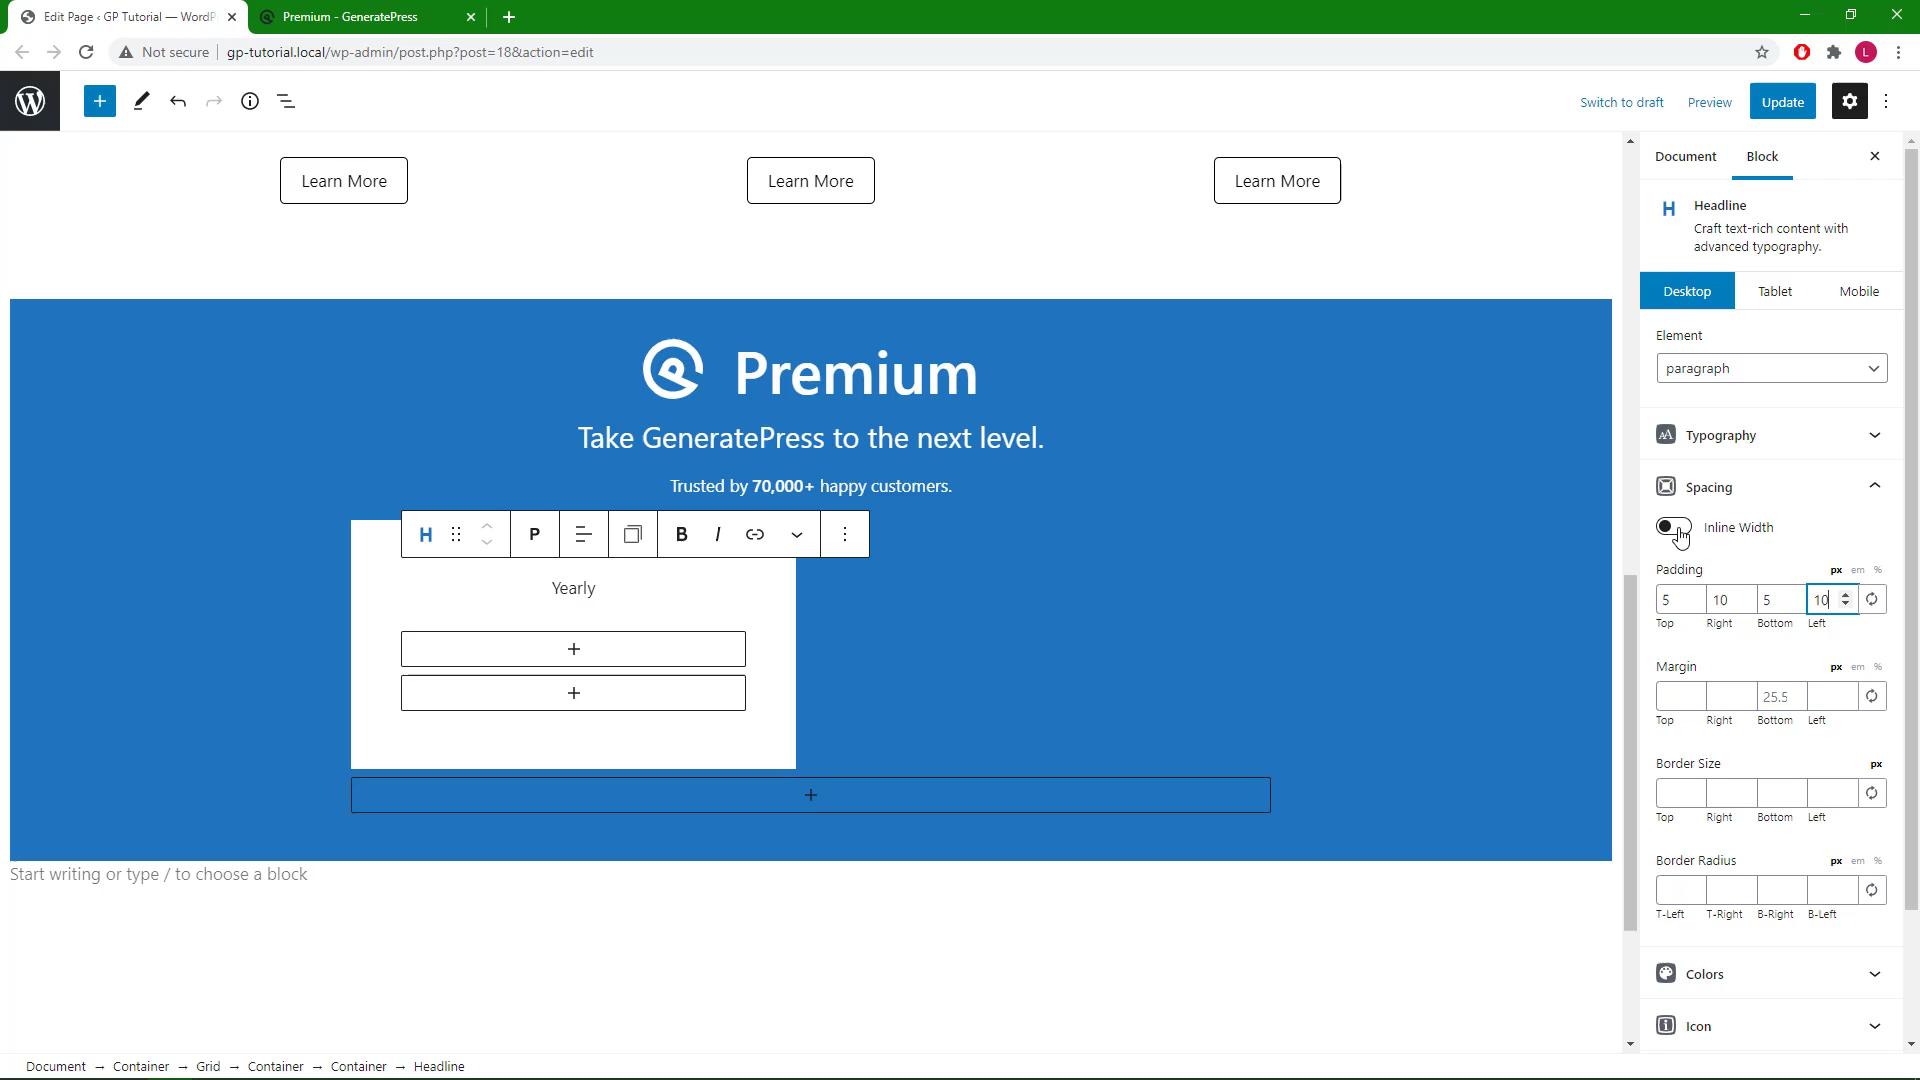 Edit Page ‹ GP Tutorial — WordP
Premium - GeneratePress
Not secure
gp-tutorial.local/wp-admin/post.php?post=18&action=edit
L
Switch to draft
Preview
Update
Learn More
Learn More
Learn More
Document
Block
Headline
Craft text-rich content with
advanced typography.
Desktop
Tablet
Mobile
Element
paragraph
Typography
Spacing
Inline Width
Padding
px em %
5 10 5 10
Top Right Bottom Left
Margin
px em %
25.5
Top Right Bottom Left
Border Size
px
Top Right Bottom Left
Border Radius
px em %
T-Left T-Right B-Right B-Left
Colors
Icon
Premium
Take GeneratePress to the next level.
Trusted by 70,000+ happy customers.
H P B I
Yearly
Start writing or type / to choose a block
Document → Container → Grid → Container → Container → Headline